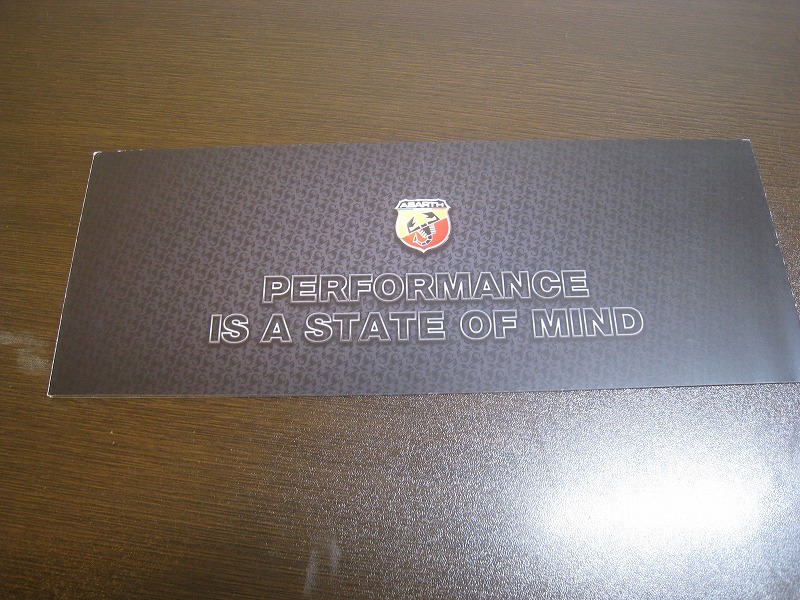 ABARTH
PERFORMANCE
IS A STATE OF MIND